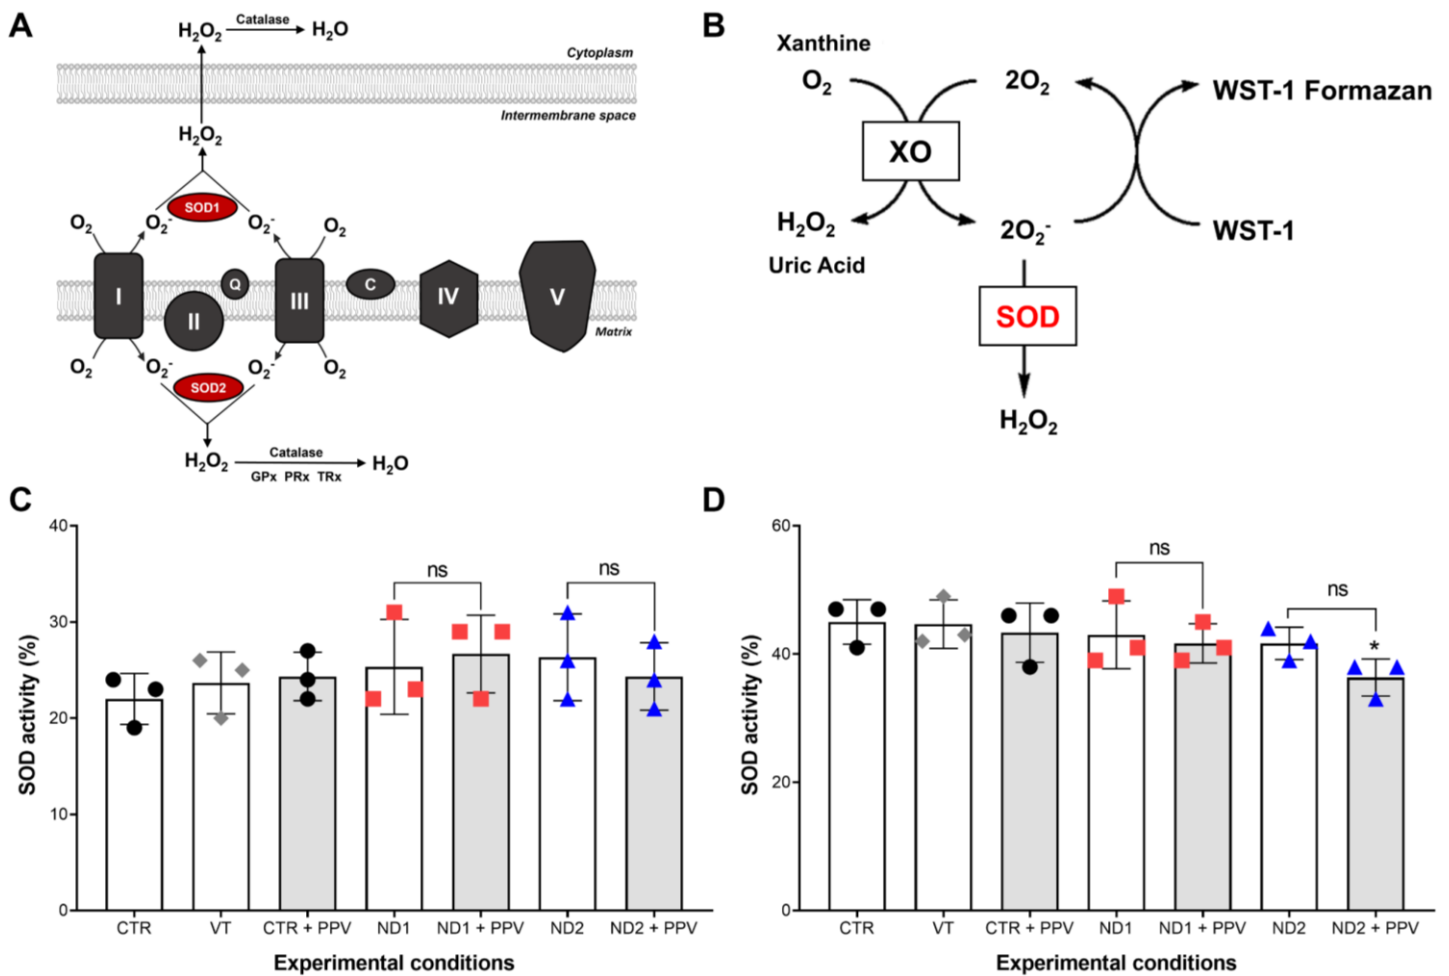 A
H₂O₂ Catalase H₂O
Cytoplasm
Intermembrane space
H₂O₂
SOD1
O₂ O₂⁻ O₂⁻ O₂
I II Q III C IV V
Matrix
O₂ O₂⁻ O₂⁻ O₂
SOD2
H₂O₂ Catalase H₂O
GPx PRx TRx
B
Xanthine
O₂ 2O₂ WST-1 Formazan
XO
H₂O₂ 2O₂⁻ WST-1
Uric Acid
SOD
H₂O₂
C
SOD activity (%)
40
30
20
10
0
ns ns
CTR VT CTR + PPV ND1 ND1 + PPV ND2 ND2 + PPV
Experimental conditions
D
SOD activity (%)
60
40
20
0
ns ns
*
CTR VT CTR + PPV ND1 ND1 + PPV ND2 ND2 + PPV
Experimental conditions